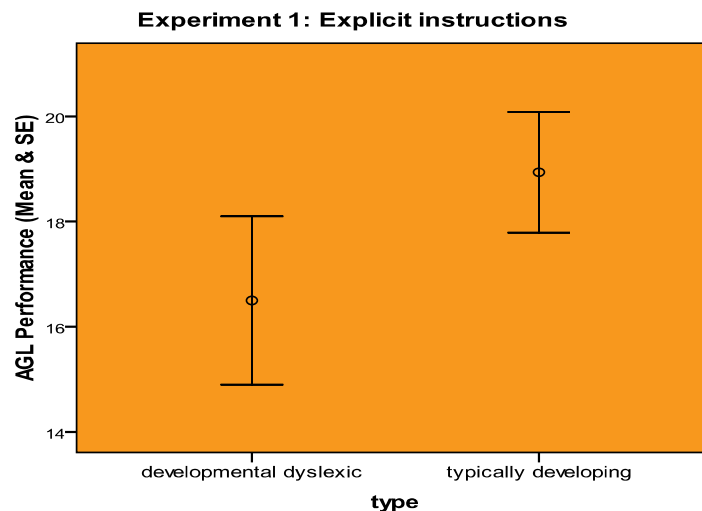 Experiment 1: Explicit instructions
AGL Performance (Mean & SE)
20
18
16
14
developmental dyslexic
typically developing
type